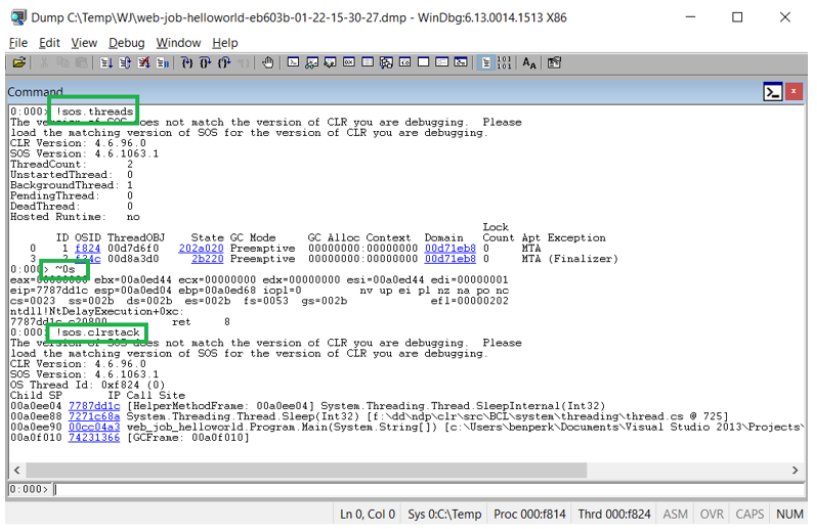 Dump C:\Temp\WJ\web-job-helloworld-eb603b-01-22-15-30-27.dmp - WinDbg:6.13.0014.1513 X86
File Edit View Debug Window Help
Command
0:000> !sos.threads
The version of SOS does not match the version of CLR you are debugging.  Please
load the matching version of SOS for the version of CLR you are debugging.
CLR Version: 4.6.96.0
SOS Version: 4.6.1063.1
ThreadCount:      2
UnstartedThread:  0
BackgroundThread: 1
PendingThread:    0
DeadThread:       0
Hosted Runtime:   no
Lock
ID OSID ThreadOBJ    State GC Mode     GC Alloc Context  Domain   Count Apt Exception
0    1 f824 00d7d6f0   202a020 Preemptive  00000000:00000000 00d71eb8 0     MTA
3    2 f34c 00d8a3d0     2b220 Preemptive  00000000:00000000 00d71eb8 0     MTA (Finalizer)
0:000> ~0s
eax=00000000 ebx=00a0ed44 ecx=00000000 edx=00000000 esi=00a0ed44 edi=00000001
eip=7787dd1c esp=00a0ed04 ebp=00a0ed68 iopl=0         nv up ei pl nz na po nc
cs=0023  ss=002b  ds=002b  es=002b  fs=0053  gs=002b             efl=00000202
ntdll!NtDelayExecution+0xc:
7787dd1c c20800          ret     8
0:000> !sos.clrstack
The version of SOS does not match the version of CLR you are debugging.  Please
load the matching version of SOS for the version of CLR you are debugging.
CLR Version: 4.6.96.0
SOS Version: 4.6.1063.1
OS Thread Id: 0xf824 (0)
Child SP       IP Call Site
00a0ee04 7787dd1c [HelperMethodFrame: 00a0ee04] System.Threading.Thread.SleepInternal(Int32)
00a0ee88 7271c68a System.Threading.Thread.Sleep(Int32) [f:\dd\ndp\clr\src\BCL\system\threading\thread.cs @ 725]
00a0ee90 00cc04a3 web_job_helloworld.Program.Main(System.String[]) [c:\Users\benperk\Documents\Visual Studio 2013\Projects\
00a0f010 74231366 [GCFrame: 00a0f010]
0:000>
Ln 0, Col 0 Sys 0:C:\Temp Proc 000:f814 Thrd 000:f824 ASM OVR CAPS NUM